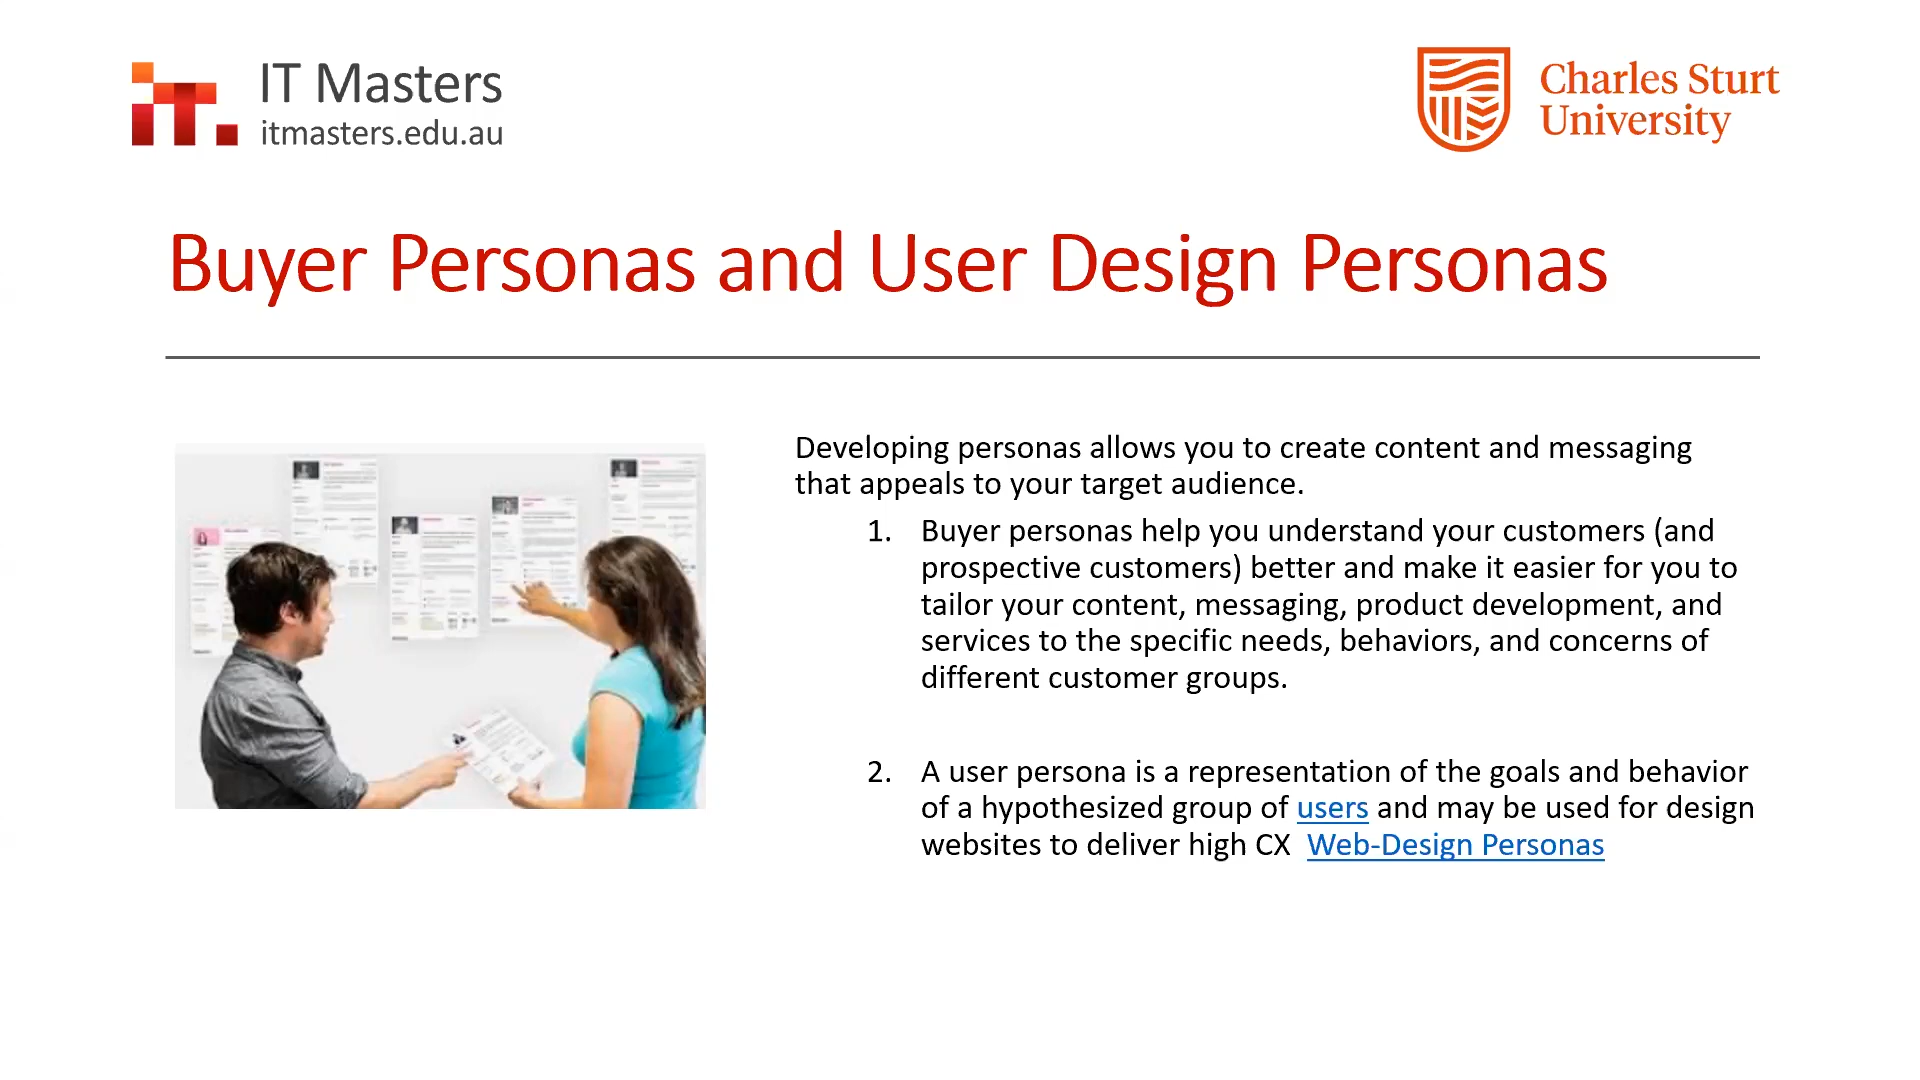 IT Masters
itmasters.edu.au
Charles Sturt
University
Buyer Personas and User Design Personas
Developing personas allows you to create content and messaging
that appeals to your target audience.
1. Buyer personas help you understand your customers (and
prospective customers) better and make it easier for you to
tailor your content, messaging, product development, and
services to the specific needs, behaviors, and concerns of
different customer groups.
2. A user persona is a representation of the goals and behavior
of a hypothesized group of users and may be used for design
websites to deliver high CX Web-Design Personas